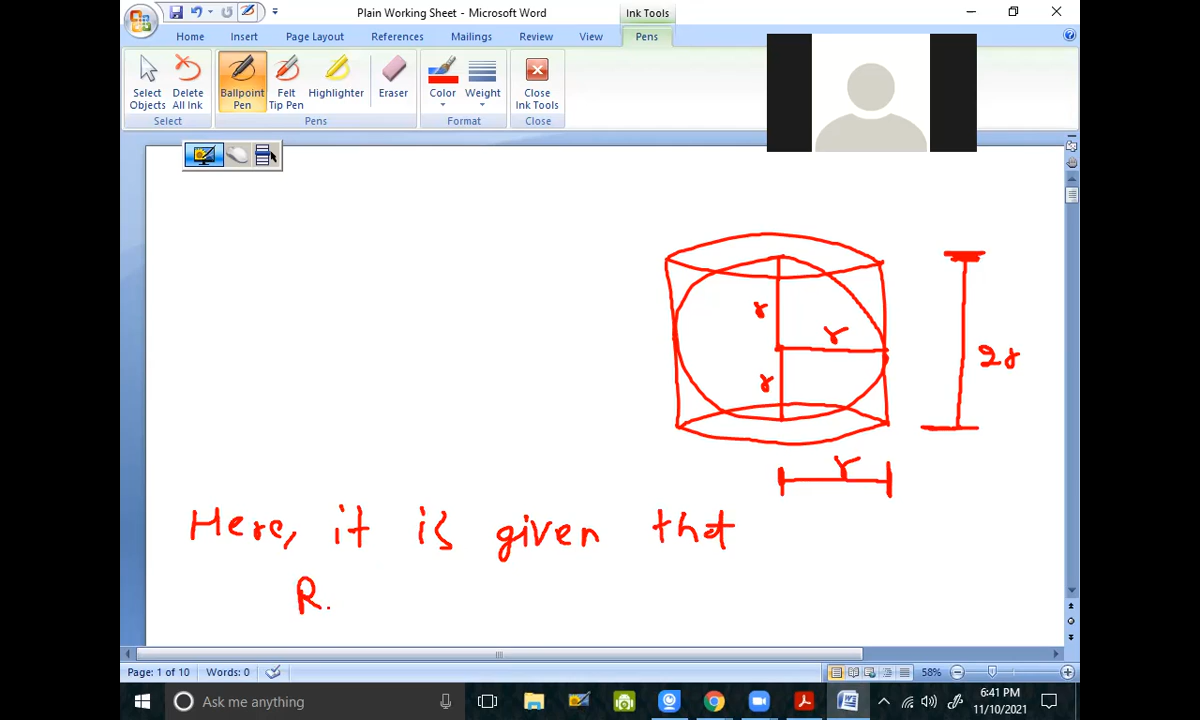 Plain Working Sheet - Microsoft Word
Ink Tools
Home Insert Page Layout References Mailings Review View Pens
Select Objects
Delete All Ink
Ballpoint Pen
Felt Tip Pen
Highlighter
Eraser
Color
Weight
Close Ink Tools
Select
Pens
Format
Close
r
r
r
2r
r
Here, it is given that
R.
Page: 1 of 10 Words: 0
58%
Ask me anything
6:41 PM
11/10/2021